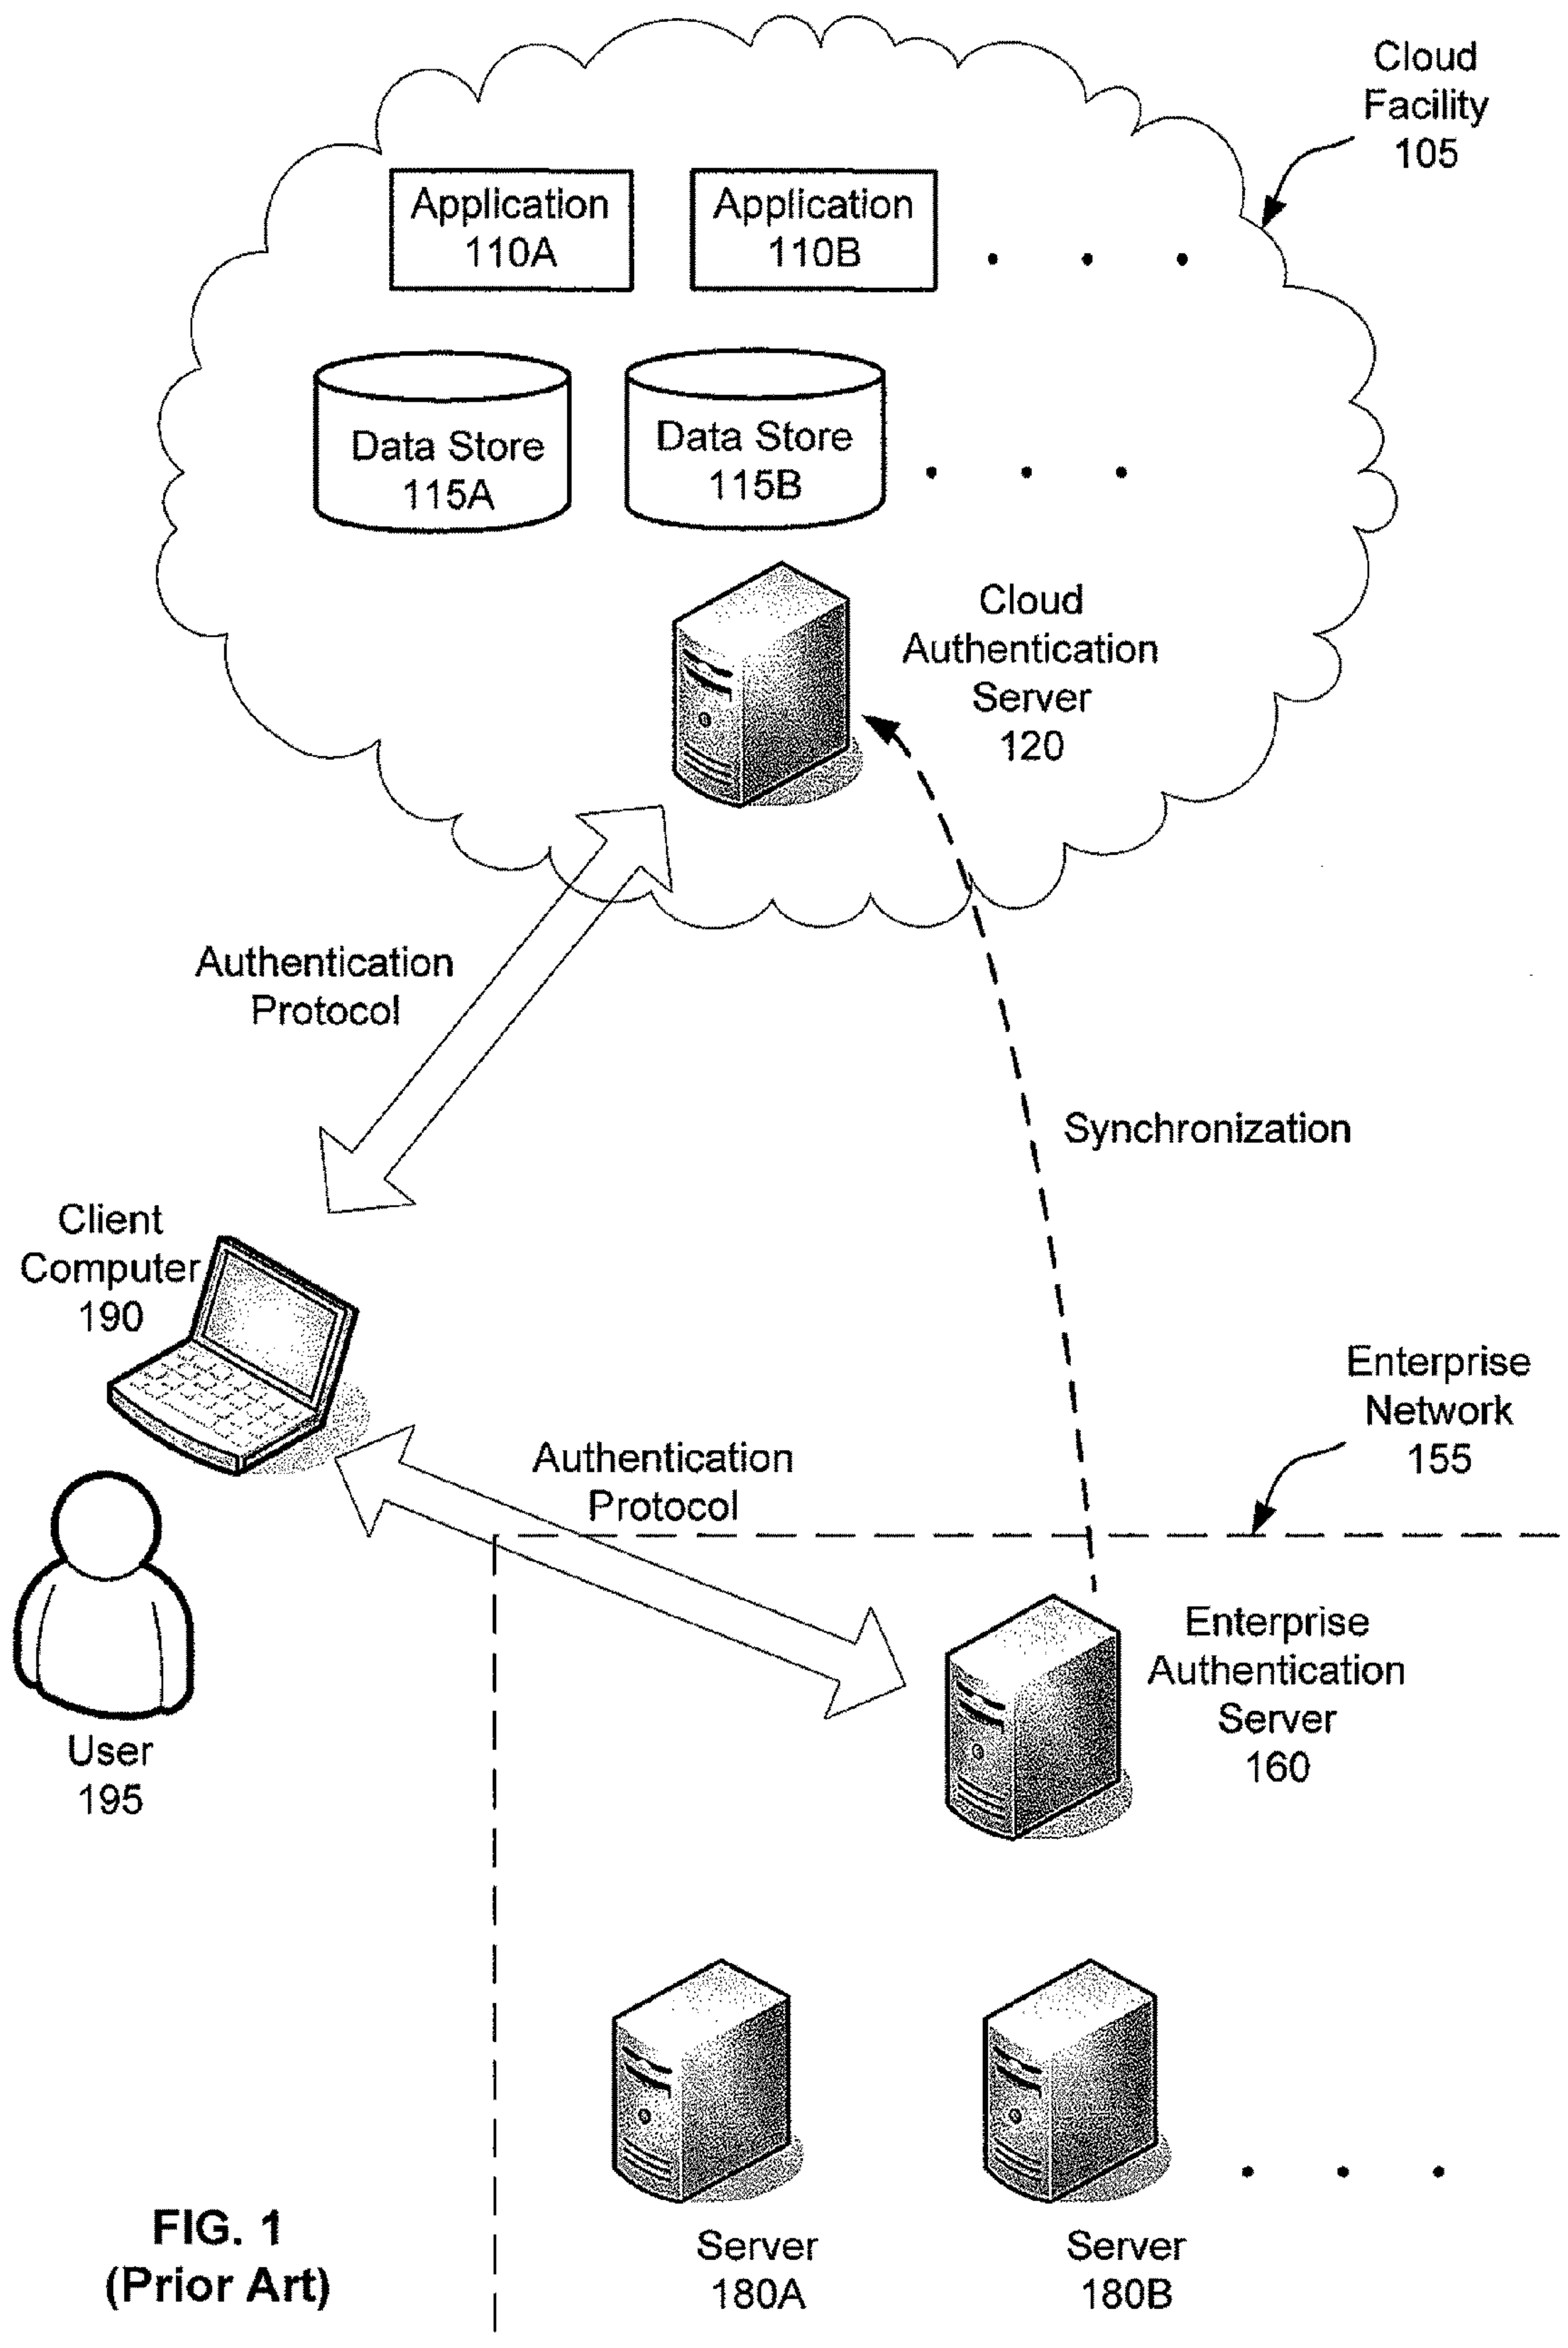 Cloud
Facility
105
Application
110A
Application
110B
Data Store
115A
Data Store
115B
Cloud
Authentication
Server
120
Authentication
Protocol
Synchronization
Client
Computer
190
Enterprise
Network
155
Authentication
Protocol
User
195
Enterprise
Authentication
Server
160
Server
180A
Server
180B
FIG. 1
(Prior Art)